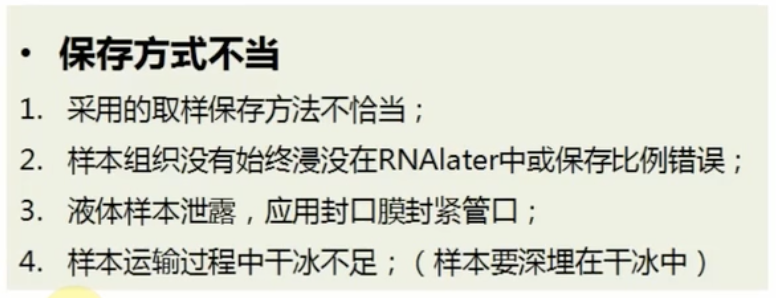 • 保存方式不当
1. 采用的取样保存方法不恰当；
2. 样本组织没有始终浸没在RNAlater中或保存比例错误；
3. 液体样本泄露，应用封口膜封紧管口；
4. 样本运输过程中干冰不足；（样本要深埋在干冰中）